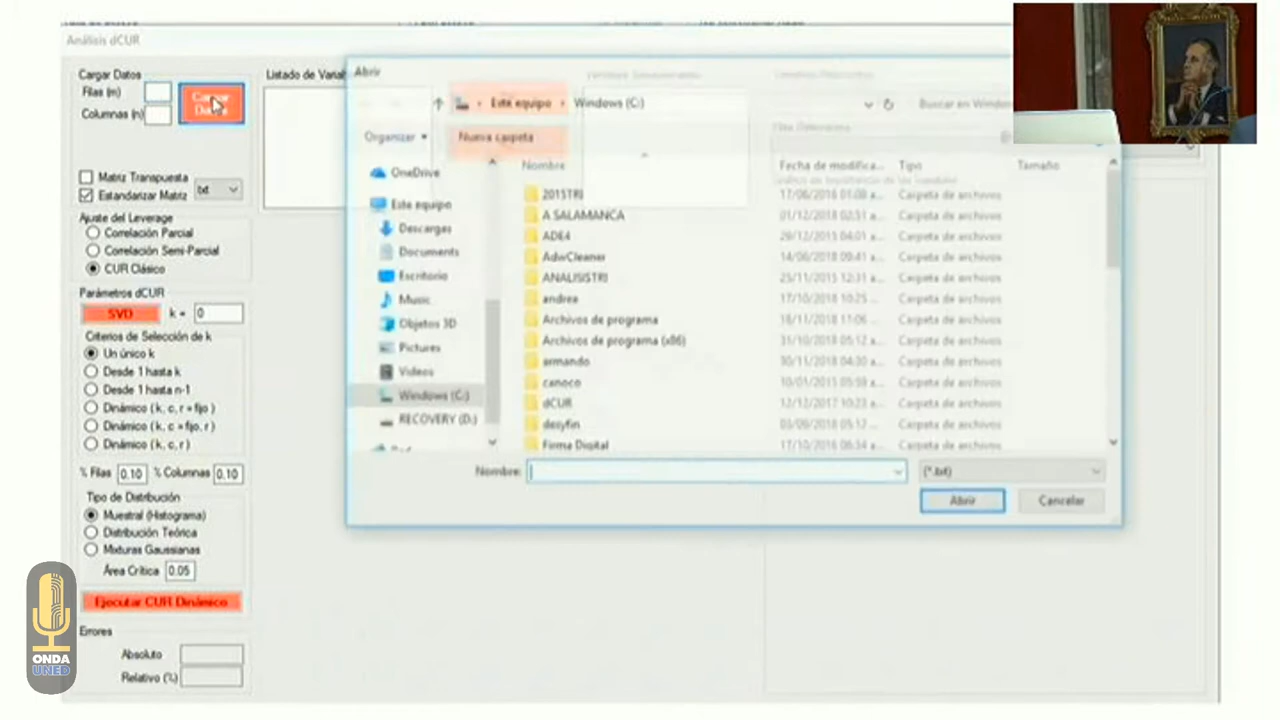 Análisis dCUR
Cargar Datos
Filas (m)
Columnas (n)
Cargar Datos
Listado de Variab
Matriz Transpuesta
Estandarizar Matriz
txt
Ajuste del Leverage
Correlación Parcial
Correlación Semi-Parcial
CUR Clásico
Parámetros dCUR
SVD
k = 0
Criterios de Selección de k
Un único k
Desde 1 hasta k
Desde 1 hasta n-1
Dinámico ( k, c, r = fijo )
Dinámico ( k, c = fijo, r )
Dinámico ( k, c, r )
% Filas 0.10 % Columnas 0.10
Tipo de Distribución
Muestral (Histograma)
Distribución Teórica
Mixturas Gaussianas
Área Crítica 0.05
Ejecutar CUR Dinámico
Errores
Absoluto
Relativo (%)
Abrir
Este equipo › Windows (C:)
Buscar en Window
Organizar
Nueva carpeta
OneDrive
Este equipo
Descargas
Documents
Escritorio
Music
Objetos 3D
Pictures
Videos
Windows (C:)
RECOVERY (D:)
Nombre Fecha de modifica... Tipo Tamaño
2015TRI 17/06/2016 01:08 a... Carpeta de archivos
A SALAMANCA 01/12/2018 02:51 a... Carpeta de archivos
ADE4 29/12/2015 04:01 a... Carpeta de archivos
AdwCleaner 14/06/2018 09:41 a... Carpeta de archivos
ANALISISTRI 25/11/2015 12:31 a... Carpeta de archivos
andrea 17/10/2018 10:25 ... Carpeta de archivos
Archivos de programa 18/11/2018 11:06 ... Carpeta de archivos
Archivos de programa (x86) 31/10/2018 05:12 a... Carpeta de archivos
armando 30/11/2018 04:30 a... Carpeta de archivos
canoco 10/01/2015 05:59 a... Carpeta de archivos
dCUR 12/12/2017 10:23 a... Carpeta de archivos
desyfin 03/08/2018 05:12 a... Carpeta de archivos
Firma Digital 17/10/2016 06:34 a... Carpeta de archivos
Nombre:
(*.txt)
Abrir
Cancelar
ONDA
UNED